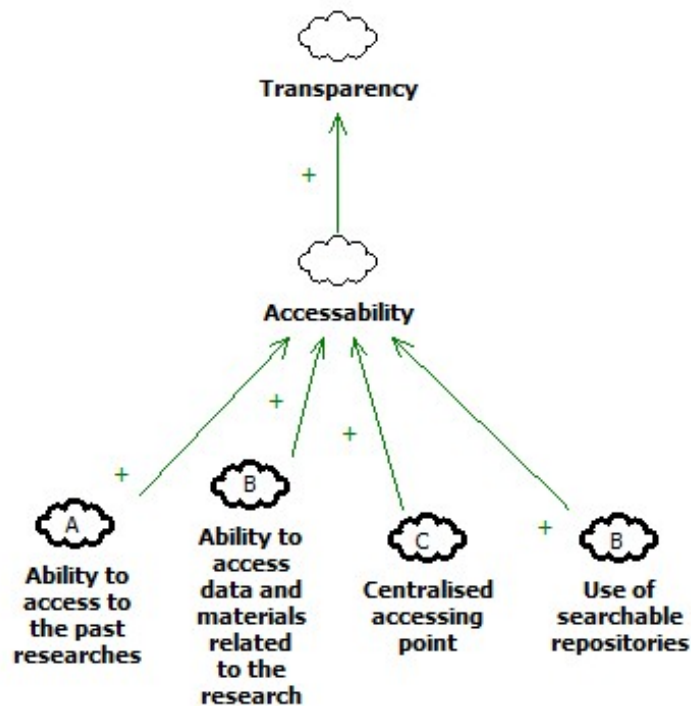 Transparency
+
Accessability
+
+
+
+
A
Ability to
access to
the past
researches
B
Ability to
access
data and
materials
related
to the
research
C
Centralised
accessing
point
B
Use of
searchable
repositories